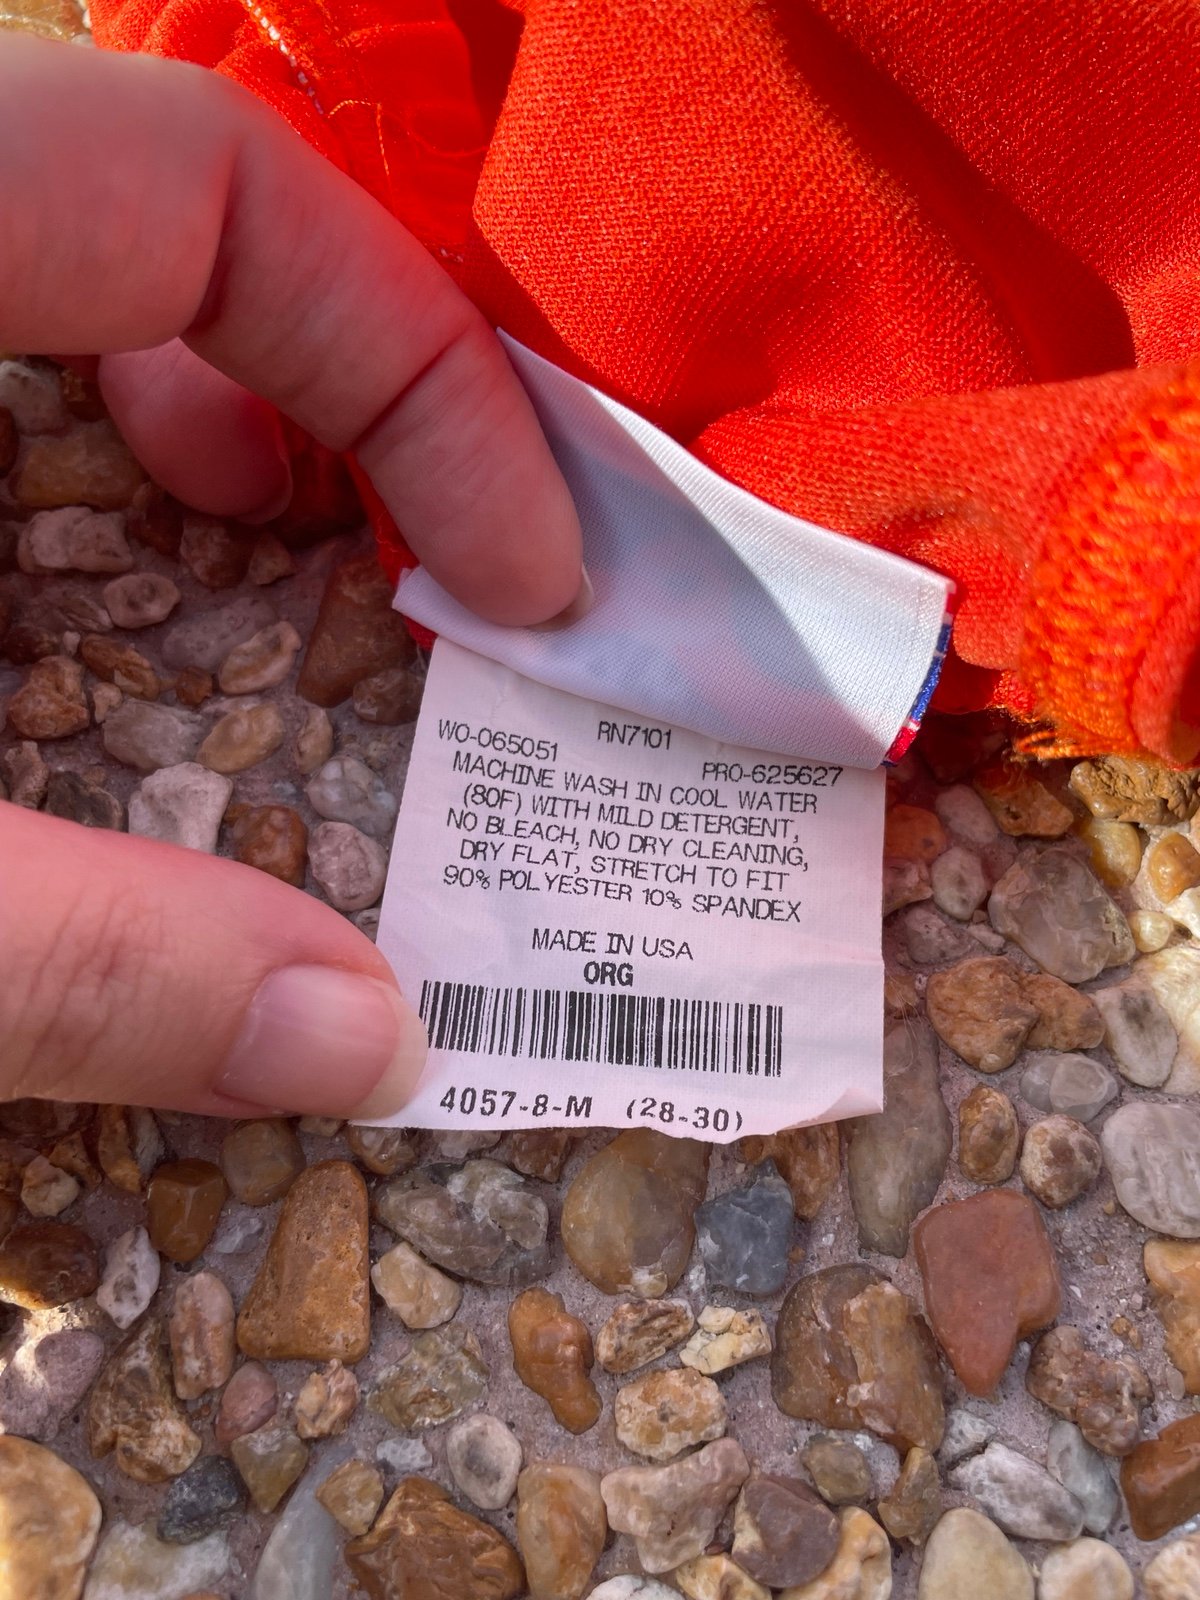 RN7101
WO-065051 PRO-625627
MACHINE WASH IN COOL WATER
(80F) WITH MILD DETERGENT,
NO BLEACH, NO DRY CLEANING,
DRY FLAT, STRETCH TO FIT
90% POLYESTER 10% SPANDEX
MADE IN USA
ORG
4057-8-M (28-30)